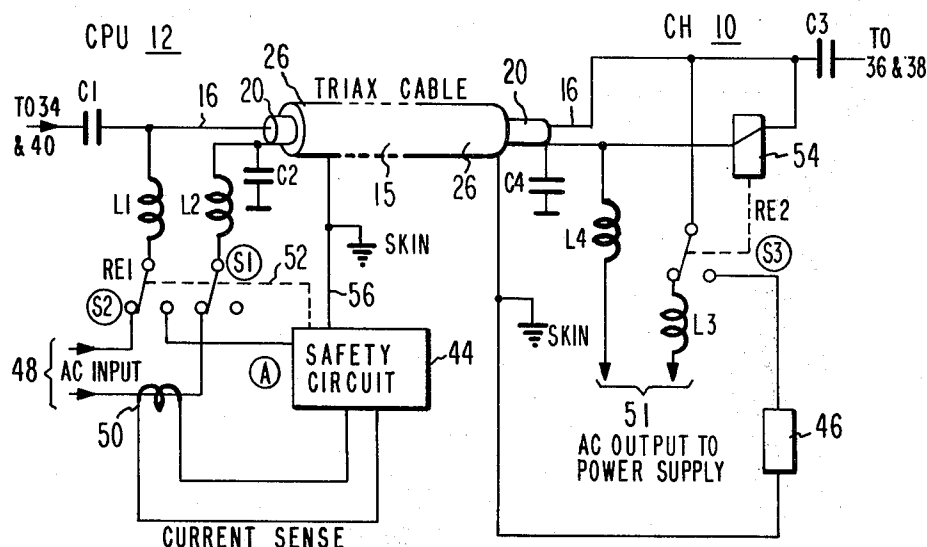 CPU 12
CH 10
C3
TO
36 & 38
C1
16
20
26
TRIAX CABLE
20
16
TO 34
& 40
C2
15
26
C4
54
L1
L2
SKIN
L4
RE2
S3
RE1
S1
52
S2
56
L3
SKIN
48
AC INPUT
A
SAFETY
CIRCUIT
44
50
51
AC OUTPUT TO
POWER SUPPLY
46
CURRENT SENSE